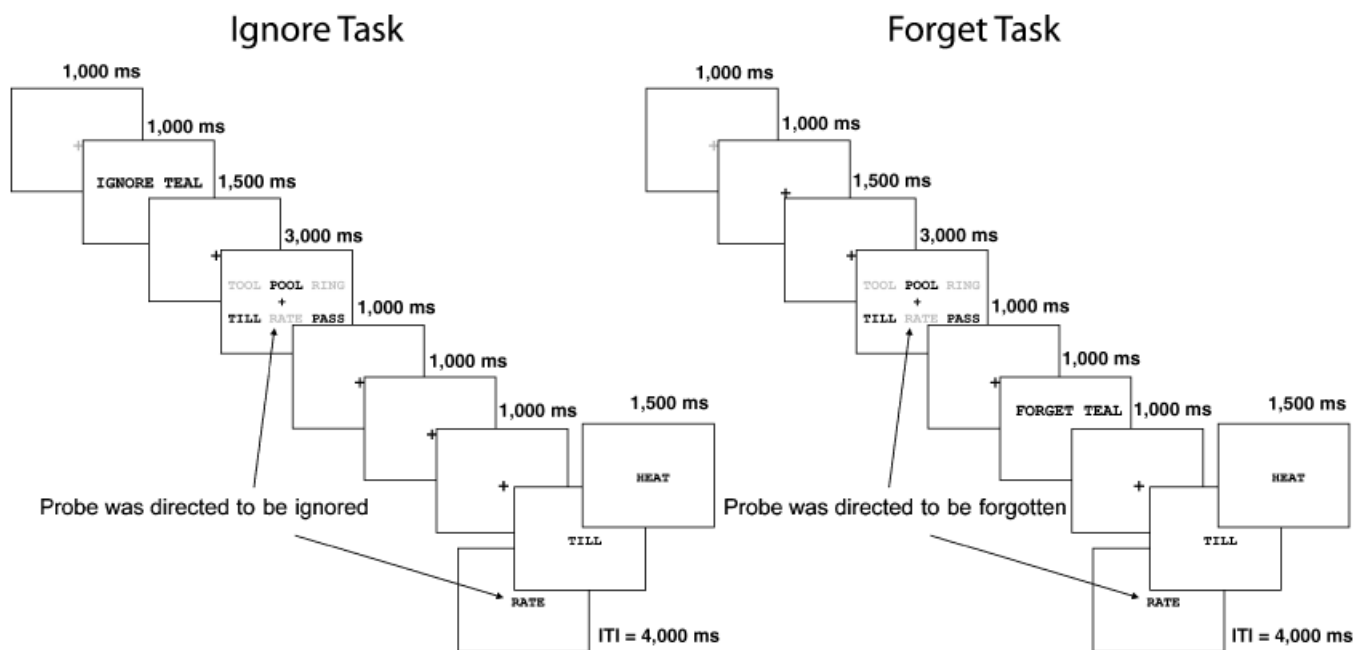 Ignore Task
1,000 ms
1,000 ms
IGNORE TEAL
1,500 ms
3,000 ms
TOOL POOL RING
+
TILL RATE PASS
1,000 ms
1,000 ms
1,000 ms
1,500 ms
HEAT
Probe was directed to be ignored
TILL
RATE
ITI = 4,000 ms
Forget Task
1,000 ms
1,000 ms
1,500 ms
3,000 ms
TOOL POOL RING
+
TILL RATE PASS
1,000 ms
1,000 ms
FORGET TEAL
1,000 ms
1,500 ms
HEAT
Probe was directed to be forgotten
TILL
RATE
ITI = 4,000 ms